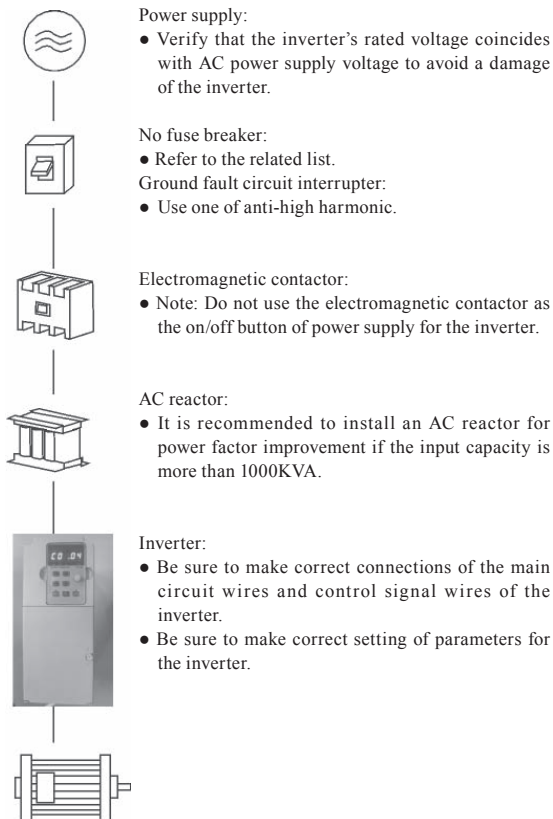 Power supply:
● Verify that the inverter's rated voltage coincides
with AC power supply voltage to avoid a damage
of the inverter.
No fuse breaker:
● Refer to the related list.
Ground fault circuit interrupter:
● Use one of anti-high harmonic.
Electromagnetic contactor:
● Note: Do not use the electromagnetic contactor as
the on/off button of power supply for the inverter.
AC reactor:
● It is recommended to install an AC reactor for
power factor improvement if the input capacity is
more than 1000KVA.
Inverter:
● Be sure to make correct connections of the main
circuit wires and control signal wires of the
inverter.
● Be sure to make correct setting of parameters for
the inverter.